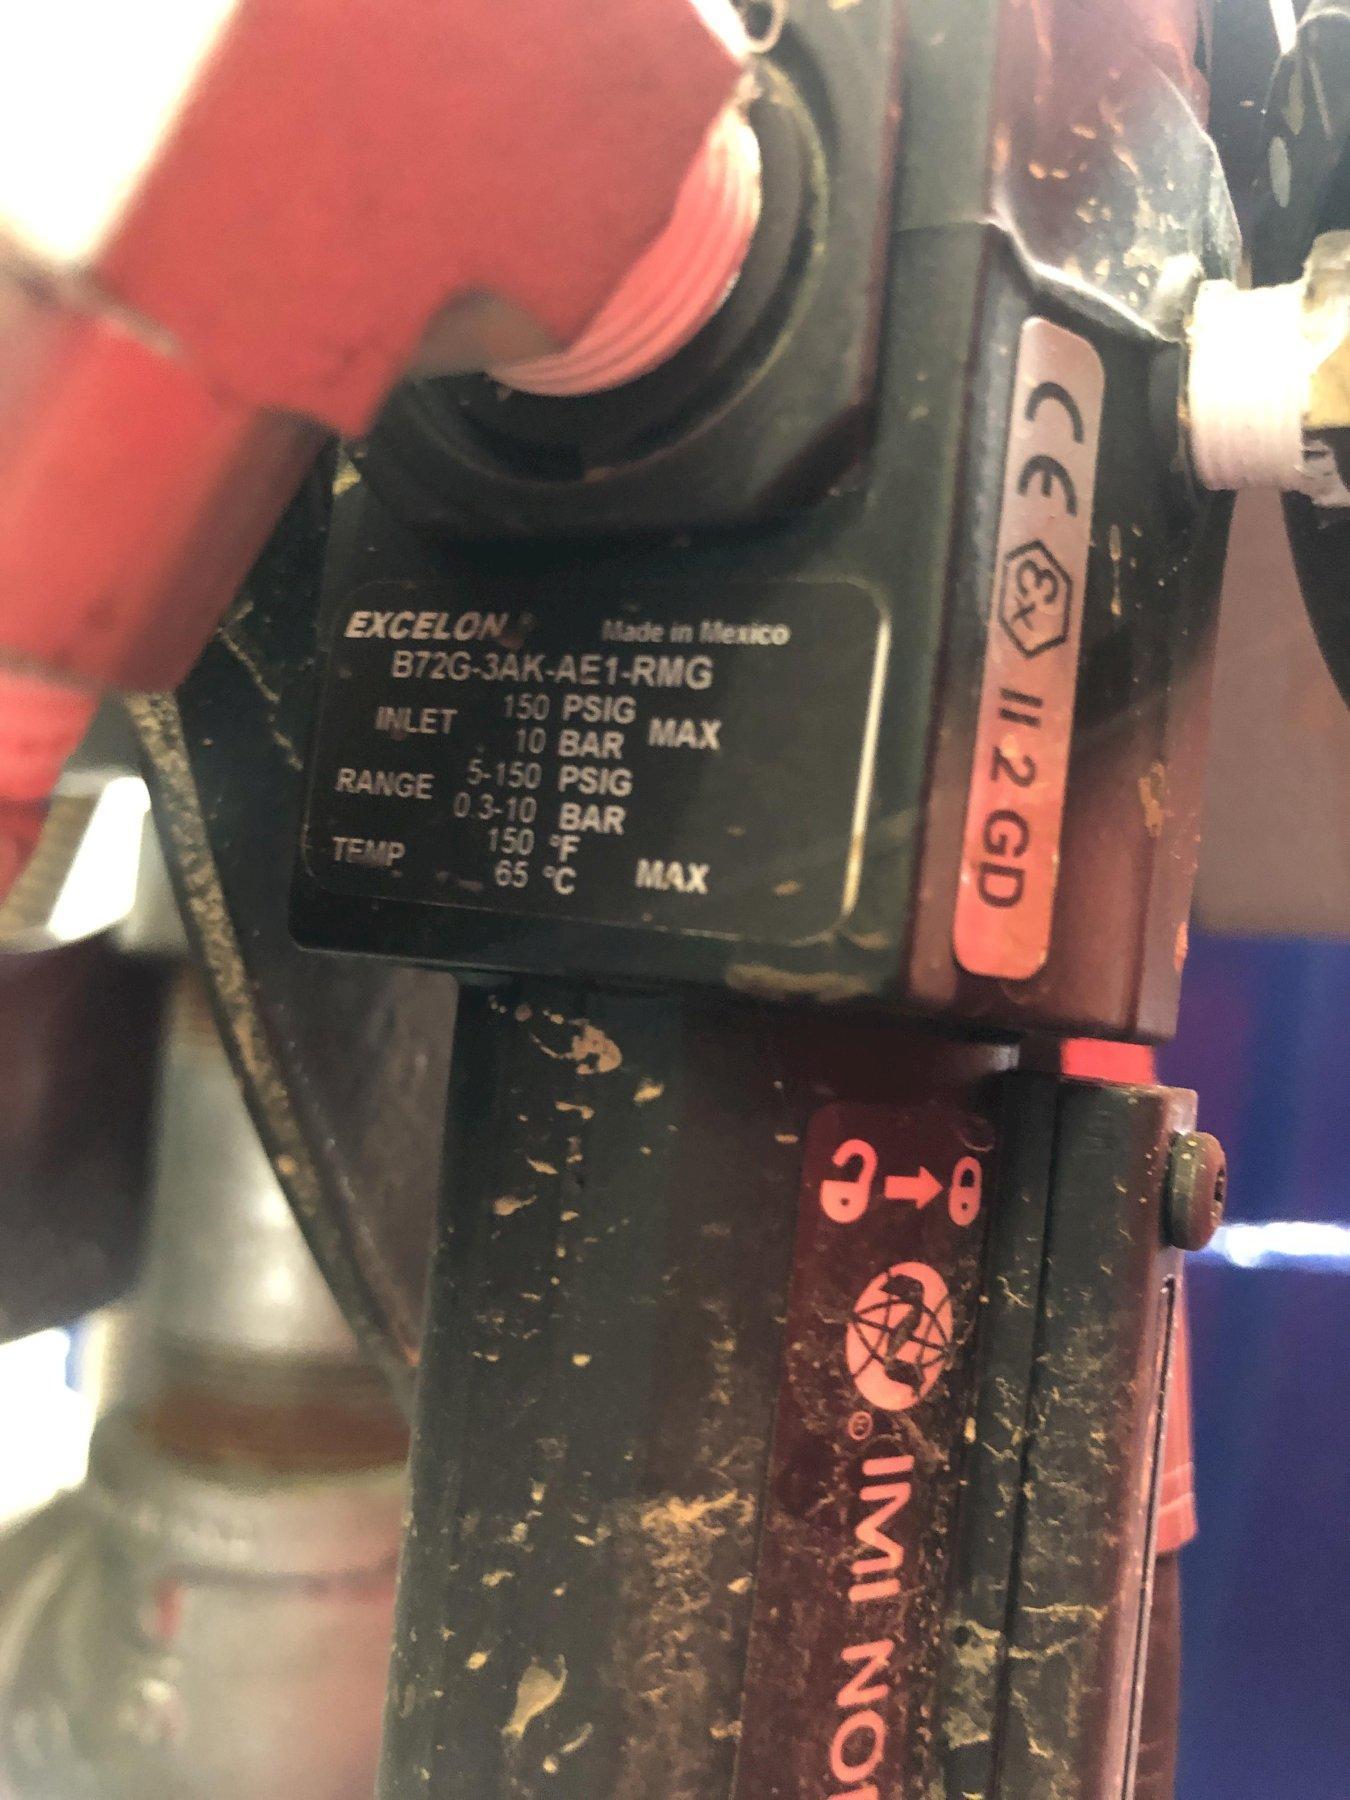 EXCELON
Made in Mexico
B72G-3AK-AE1-RMG
INLET 150 PSIG MAX
10 BAR
RANGE 5-150 PSIG
0.3-10 BAR
TEMP 150 °F
65 °C MAX
CE Ex II 2 GD
® IMI